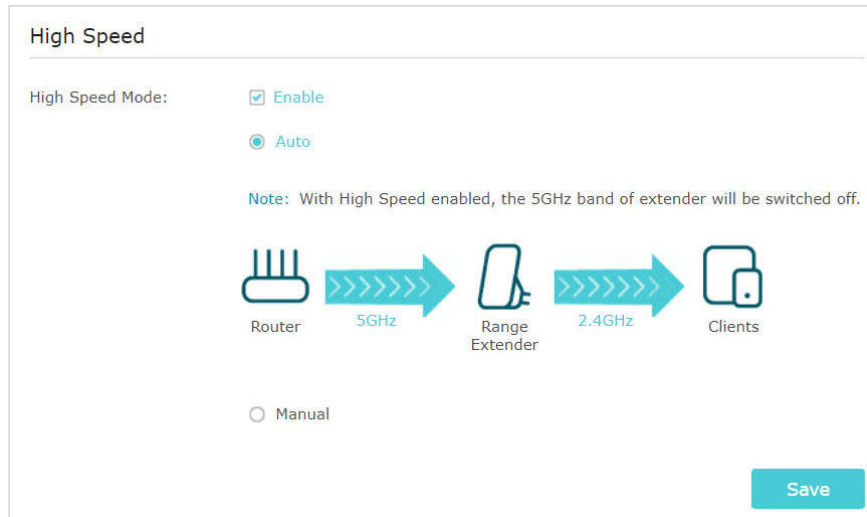 High Speed
High Speed Mode:
Enable
Auto
Note: With High Speed enabled, the 5GHz band of extender will be switched off.
5GHz
2.4GHz
Router
Range
Extender
Clients
Manual
Save